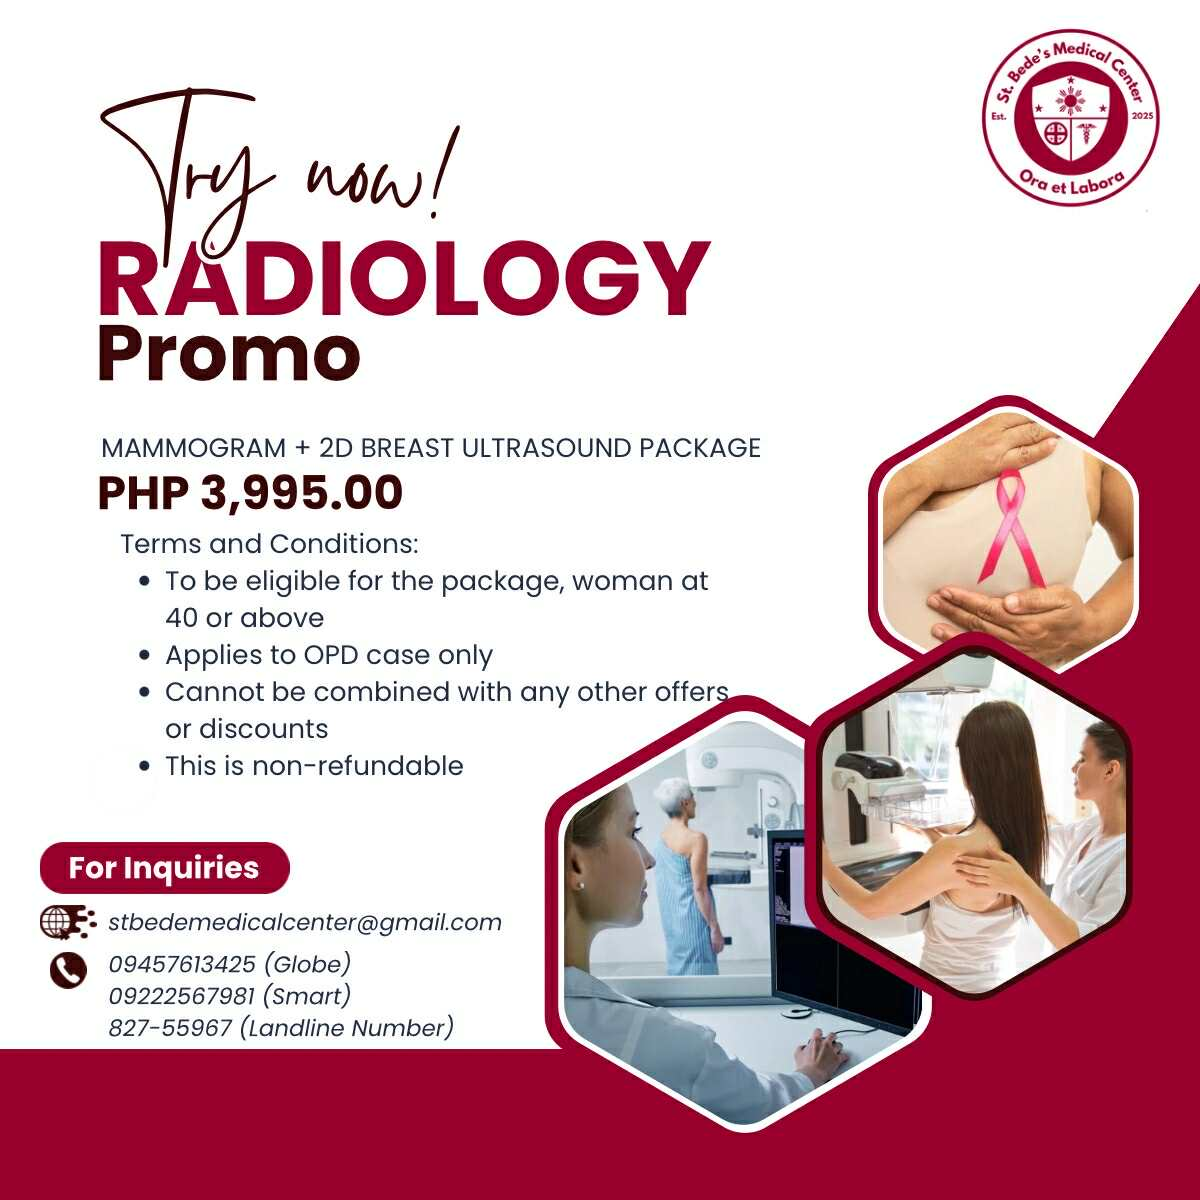 St. Bede's Medical Center
Est. 2025
Ora et Labora
Try now!
RADIOLOGY
Promo
MAMMOGRAM + 2D BREAST ULTRASOUND PACKAGE
PHP 3,995.00
Terms and Conditions:
• To be eligible for the package, woman at
40 or above
• Applies to OPD case only
• Cannot be combined with any other offers
or discounts
• This is non-refundable
For Inquiries
stbedemedicalcenter@gmail.com
09457613425 (Globe)
09222567981 (Smart)
827-55967 (Landline Number)